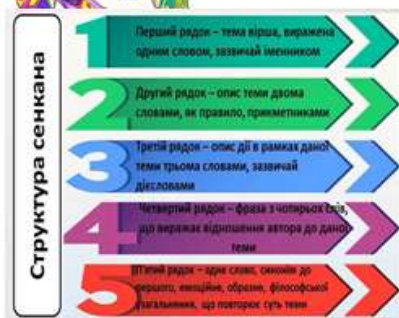 Структура сенкана
1
Перший рядок – тема вірша, виражена
одним словом, зазвичай іменником
2
Другий рядок – опис теми двома
словами, як правило, прикметниками
3
Третій рядок – опис дії в рамках даної
теми трьома словами, зазвичай
дієсловами
4
Четвертий рядок – фраза з чотирьох слів,
що виражає відношення автора до даної
теми
5
П'ятий рядок – одне слово, синонім до
першого, емоційне, образне, філософської
узагальнення, що повторює суть теми